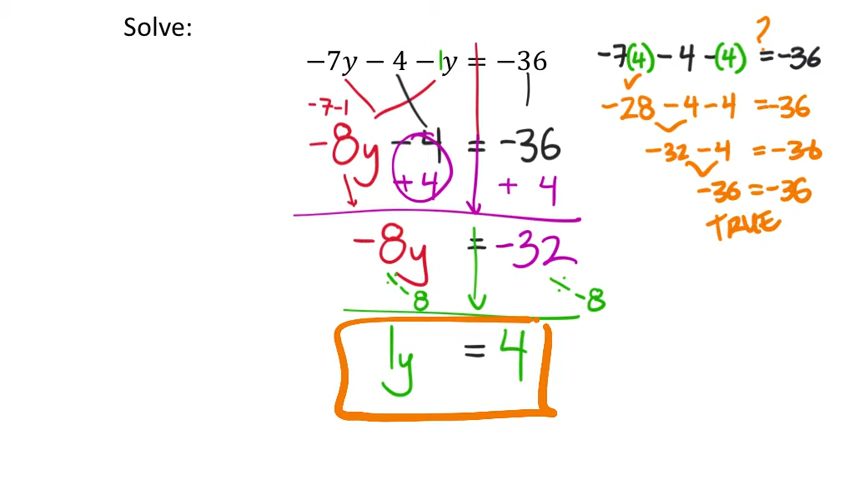 Solve:
−7y − 4 − 1y = −36
-7-1
-8y - 4 = -36
+4 + 4
-8y = -32
÷-8 ÷-8
1y = 4
?
-7(4) - 4 - (4) = -36
-28 - 4 - 4 = -36
-32 - 4 = -36
-36 = -36
TRUE